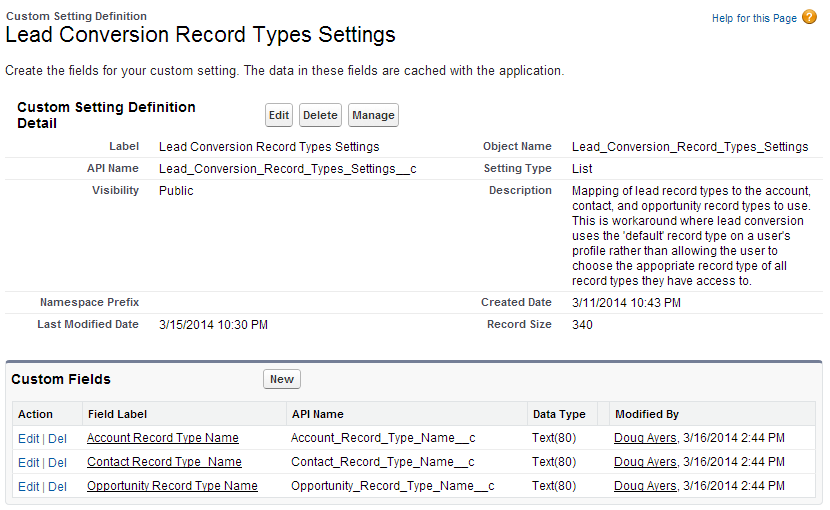 Custom Setting Definition
Help for this Page ?
Lead Conversion Record Types Settings
Create the fields for your custom setting. The data in these fields are cached with the application.
Custom Setting Definition
Detail
Edit Delete Manage
Label Lead Conversion Record Types Settings Object Name Lead_Conversion_Record_Types_Settings
API Name Lead_Conversion_Record_Types_Settings__c Setting Type List
Visibility Public Description Mapping of lead record types to the account,
contact, and opportunity record types to use.
This is workaround where lead conversion
uses the 'default' record type on a user's
profile rather than allowing the user to
choose the appopriate record type of all
record types they have access to.
Namespace Prefix Created Date 3/11/2014 10:43 PM
Last Modified Date 3/15/2014 10:30 PM Record Size 340
Custom Fields New
Action Field Label API Name Data Type Modified By
Edit | Del Account Record Type Name Account_Record_Type_Name__c Text(80) Doug Ayers, 3/16/2014 2:44 PM
Edit | Del Contact Record Type Name Contact_Record_Type_Name__c Text(80) Doug Ayers, 3/16/2014 2:44 PM
Edit | Del Opportunity Record Type Name Opportunity_Record_Type_Name__c Text(80) Doug Ayers, 3/16/2014 2:44 PM